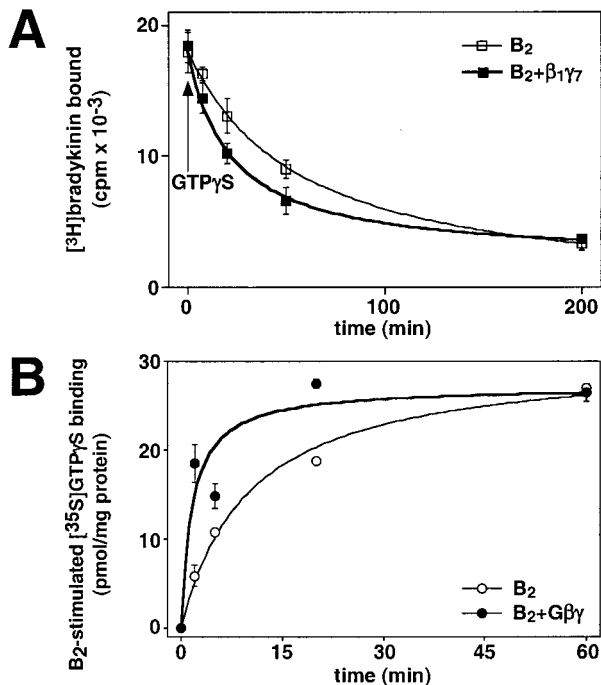 A
[³H]bradykinin bound
(cpm x 10⁻³)
20
10
0
B₂
B₂+β₁γ₇
GTPγS
0
100
200
time (min)
B
B₂-stimulated [³⁵S]GTPγS binding
(pmol/mg protein)
30
20
10
0
B₂
B₂+Gβγ
0
15
30
45
60
time (min)